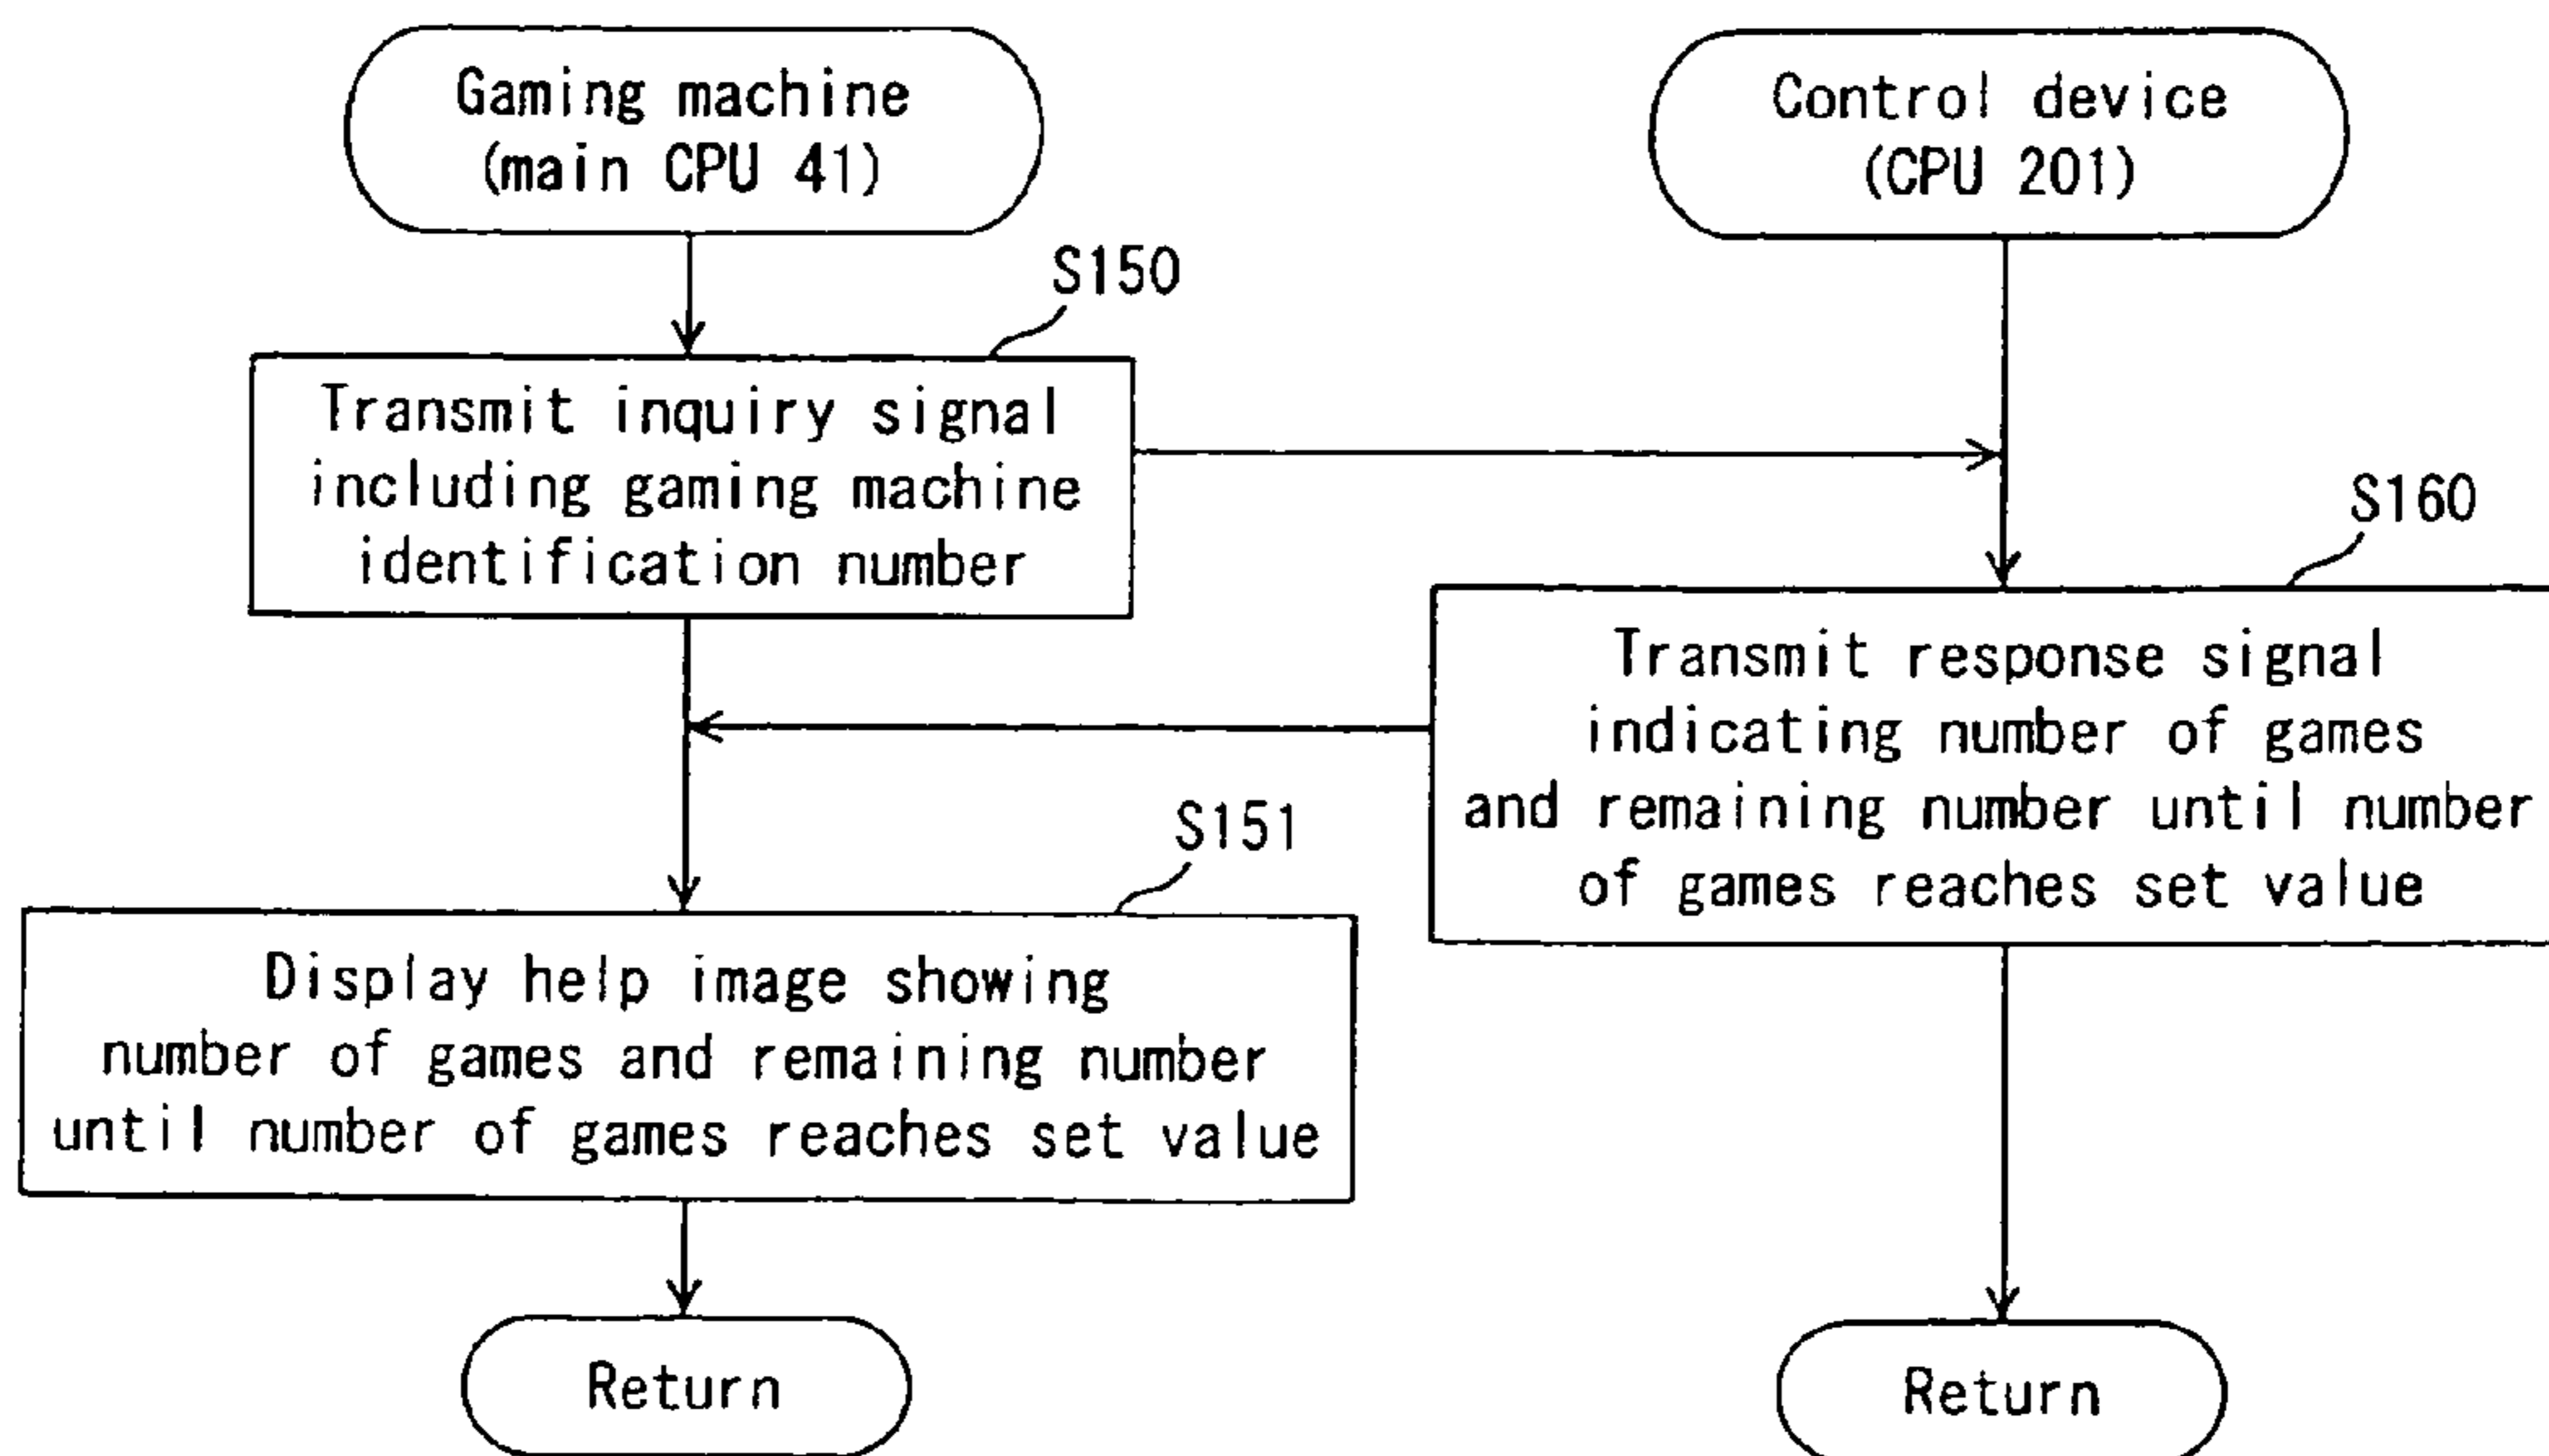 Gaming machine
(main CPU 41)
Control device
(CPU 201)
S150
Transmit inquiry signal
including gaming machine
identification number
S160
Transmit response signal
indicating number of games
and remaining number until number
of games reaches set value
S151
Display help image showing
number of games and remaining number
until number of games reaches set value
Return
Return